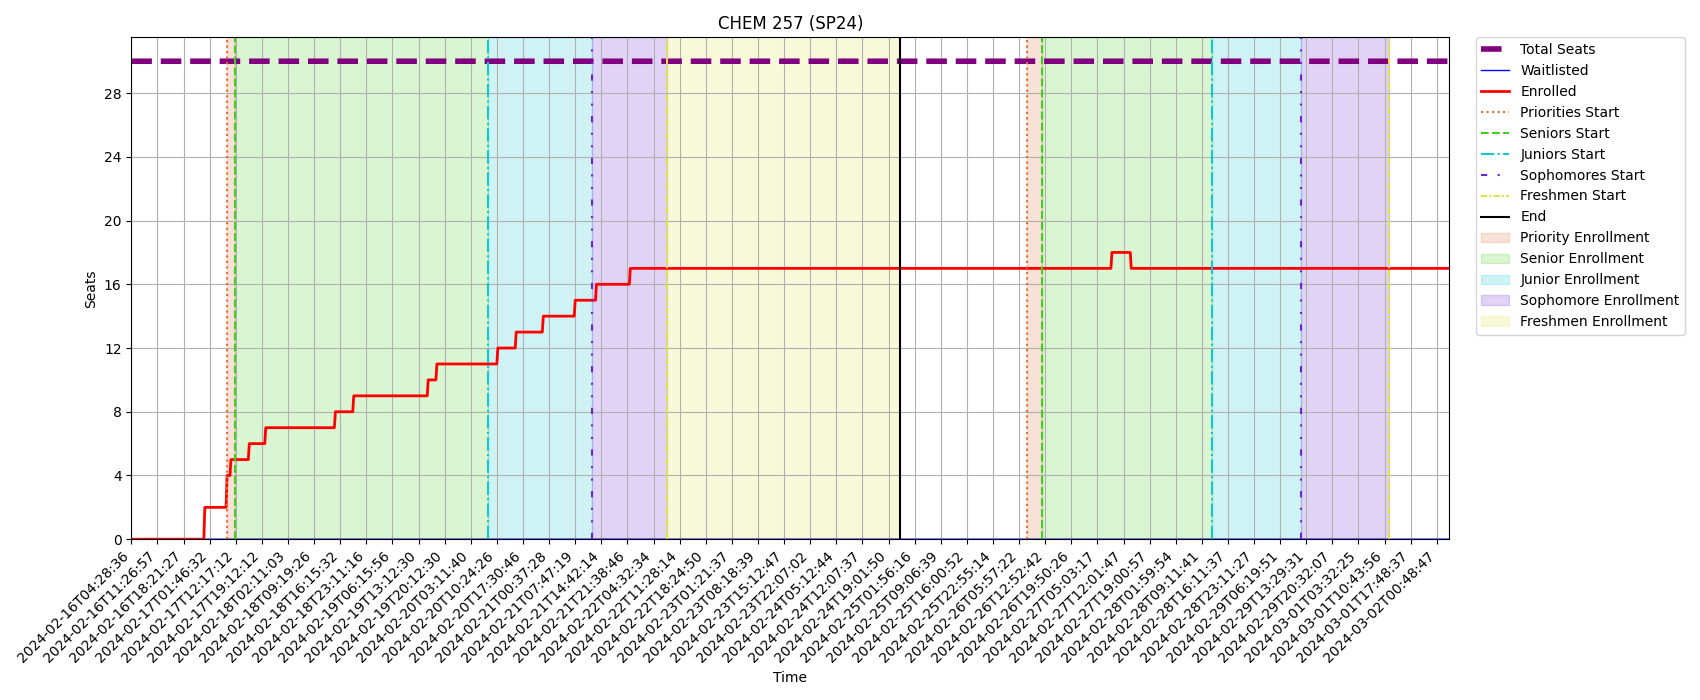 CHEM 257 (SP24)
Seats
28
24
20
16
12
8
4
0
2024-02-16T04:28:36
2024-02-16T11:26:57
2024-02-16T18:21:27
2024-02-17T01:46:32
2024-02-17T12:17:12
2024-02-17T19:12:12
2024-02-18T02:11:03
2024-02-18T09:19:26
2024-02-18T16:15:32
2024-02-18T23:11:16
2024-02-19T06:15:56
2024-02-19T13:12:30
2024-02-19T20:12:30
2024-02-20T03:11:40
2024-02-20T10:24:26
2024-02-20T17:30:46
2024-02-21T00:37:28
2024-02-21T07:47:19
2024-02-21T14:42:14
2024-02-21T21:38:46
2024-02-22T04:32:34
2024-02-22T11:28:14
2024-02-22T18:24:50
2024-02-23T01:21:37
2024-02-23T08:18:39
2024-02-23T15:12:47
2024-02-23T22:07:02
2024-02-24T05:12:44
2024-02-24T12:07:37
2024-02-24T19:01:50
2024-02-25T01:56:16
2024-02-25T09:06:39
2024-02-25T16:00:52
2024-02-25T22:55:14
2024-02-26T05:57:22
2024-02-26T12:52:42
2024-02-26T19:50:26
2024-02-27T05:03:17
2024-02-27T12:01:47
2024-02-27T19:00:57
2024-02-28T01:59:54
2024-02-28T09:11:41
2024-02-28T16:11:37
2024-02-28T23:11:27
2024-02-29T06:19:51
2024-02-29T13:29:31
2024-02-29T20:32:07
2024-03-01T03:32:25
2024-03-01T10:43:56
2024-03-01T17:48:37
2024-03-02T00:48:47
Time
Total Seats
Waitlisted
Enrolled
Priorities Start
Seniors Start
Juniors Start
Sophomores Start
Freshmen Start
End
Priority Enrollment
Senior Enrollment
Junior Enrollment
Sophomore Enrollment
Freshmen Enrollment